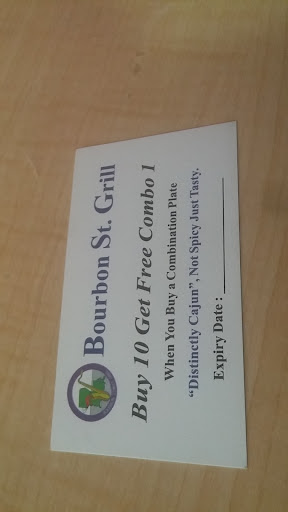 Bourbon St. Grill
Buy 10 Get Free Combo 1
When You Buy a Combination Plate
“Distinctly Cajun”, Not Spicy Just Tasty.
Expiry Date :